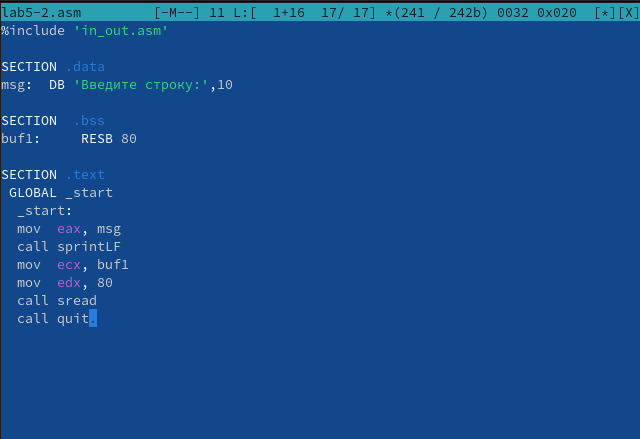 lab5-2.asm [-M--] 11 L:[ 1+16 17/ 17] *(241 / 242b) 0032 0x020 [*][X]
%include 'in_out.asm'
SECTION .data
msg: DB 'Введите строку:',10
SECTION .bss
buf1: RESB 80
SECTION .text
GLOBAL _start
_start:
mov eax, msg
call sprintLF
mov ecx, buf1
mov edx, 80
call sread
call quit